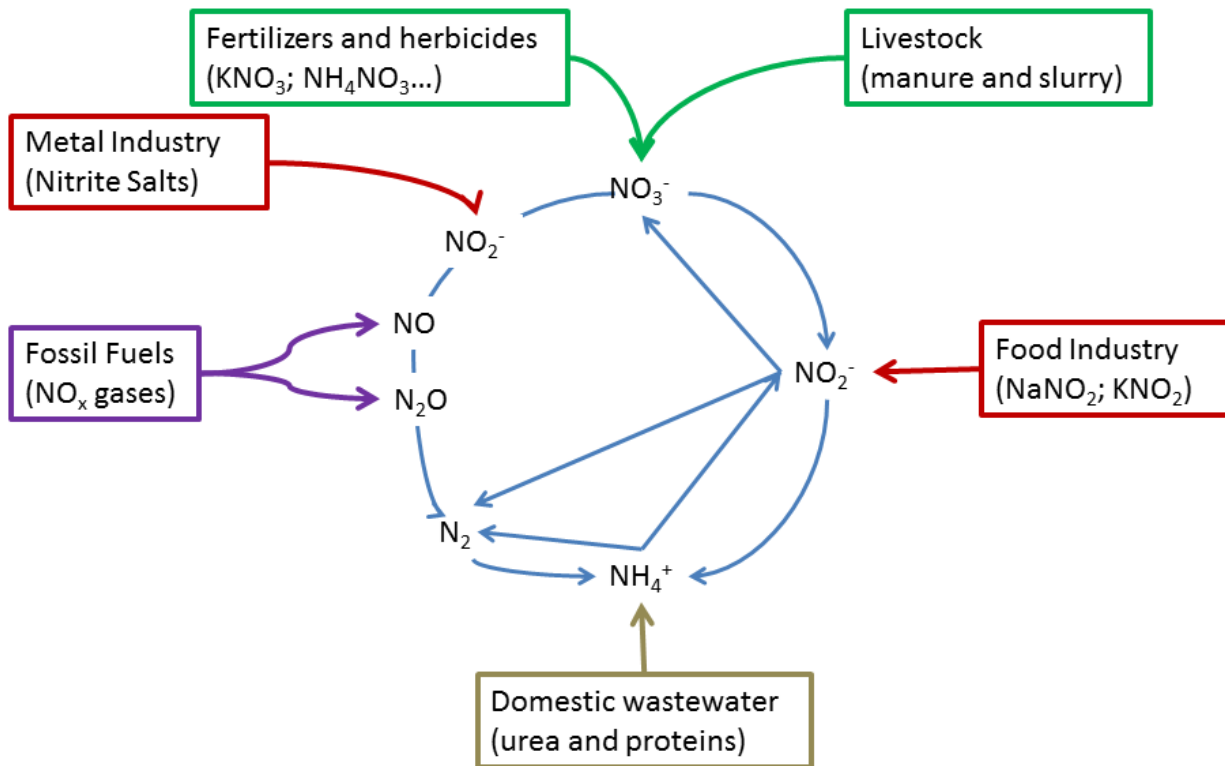 Fertilizers and herbicides
(KNO₃; NH₄NO₃...)
Livestock
(manure and slurry)
Metal Industry
(Nitrite Salts)
NO₃⁻
NO₂⁻
NO
Fossil Fuels
(NOₓ gases)
N₂O
NO₂⁻
Food Industry
(NaNO₂; KNO₂)
N₂
NH₄⁺
Domestic wastewater
(urea and proteins)